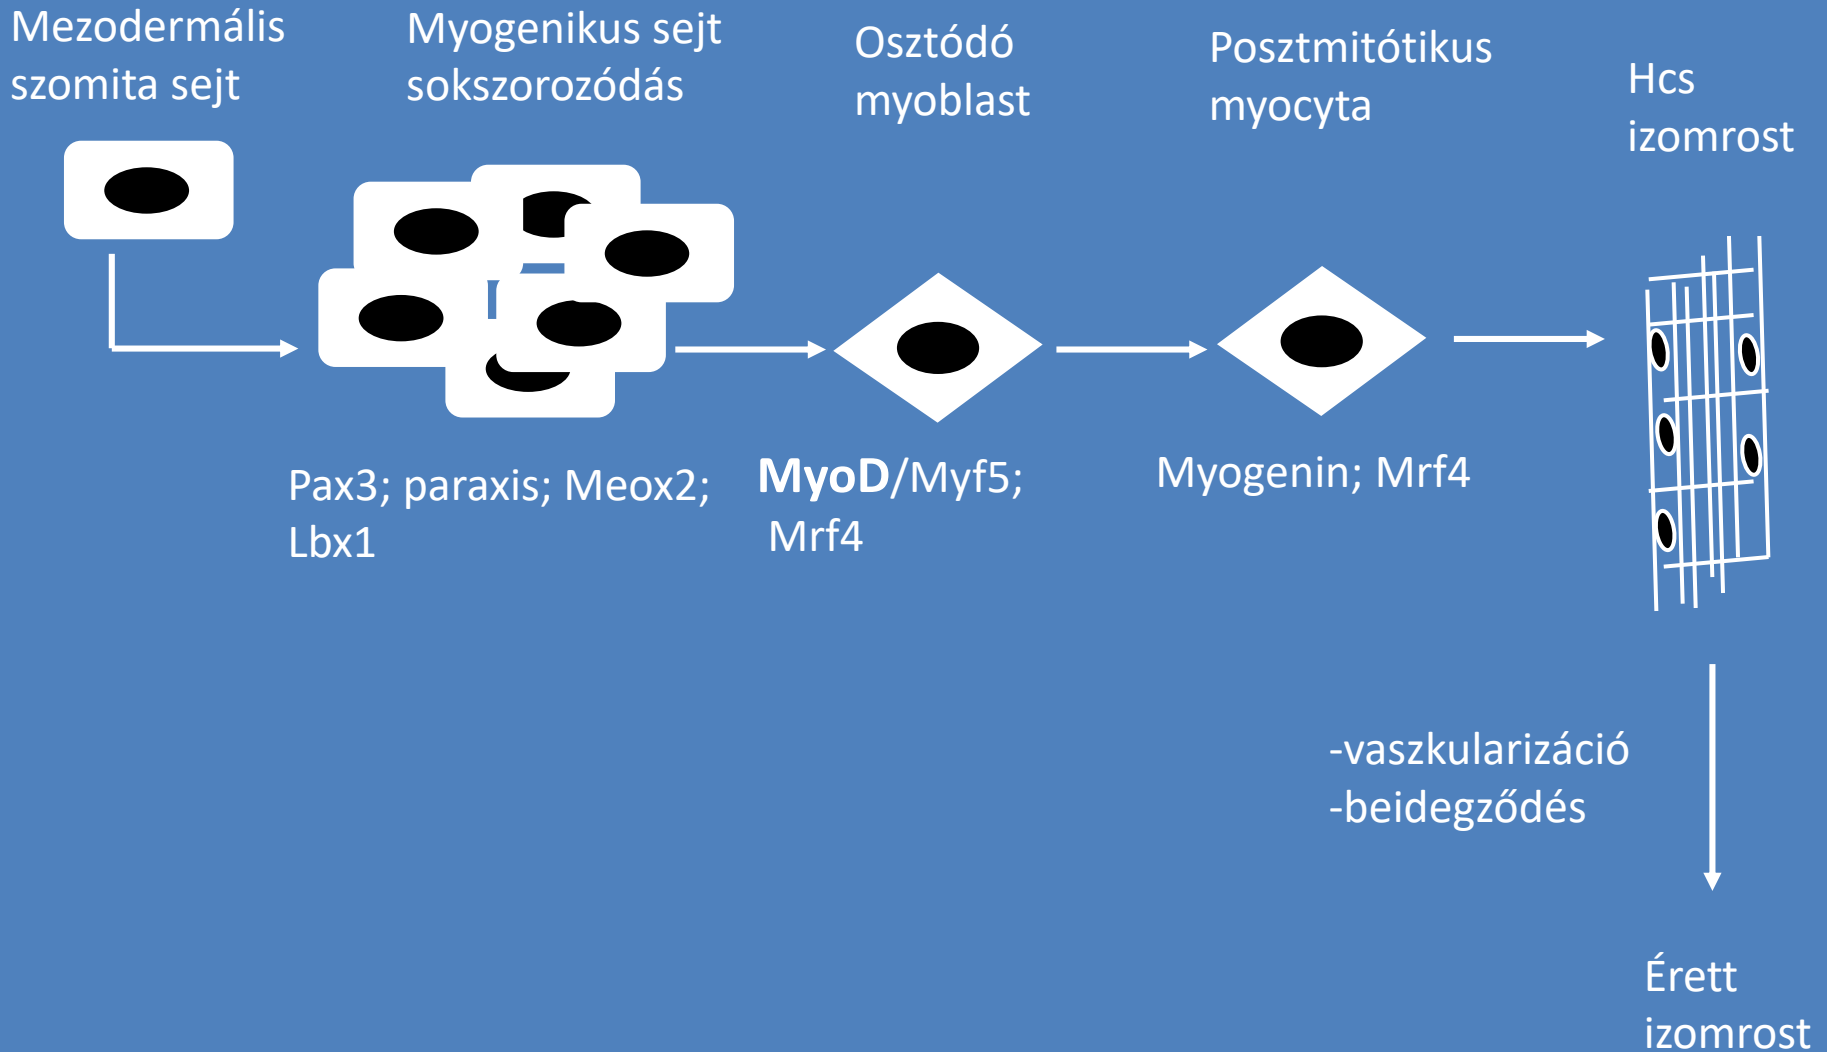 Mezodermális
szomita sejt
Myogenikus sejt
sokszorozódás
Osztódó
myoblast
Posztmitótikus
myocyta
Hcs
izomrost
Pax3; paraxis; Meox2;
Lbx1
MyoD/Myf5;
Mrf4
Myogenin; Mrf4
-vaszkularizáció
-beidegződés
Érett
izomrost